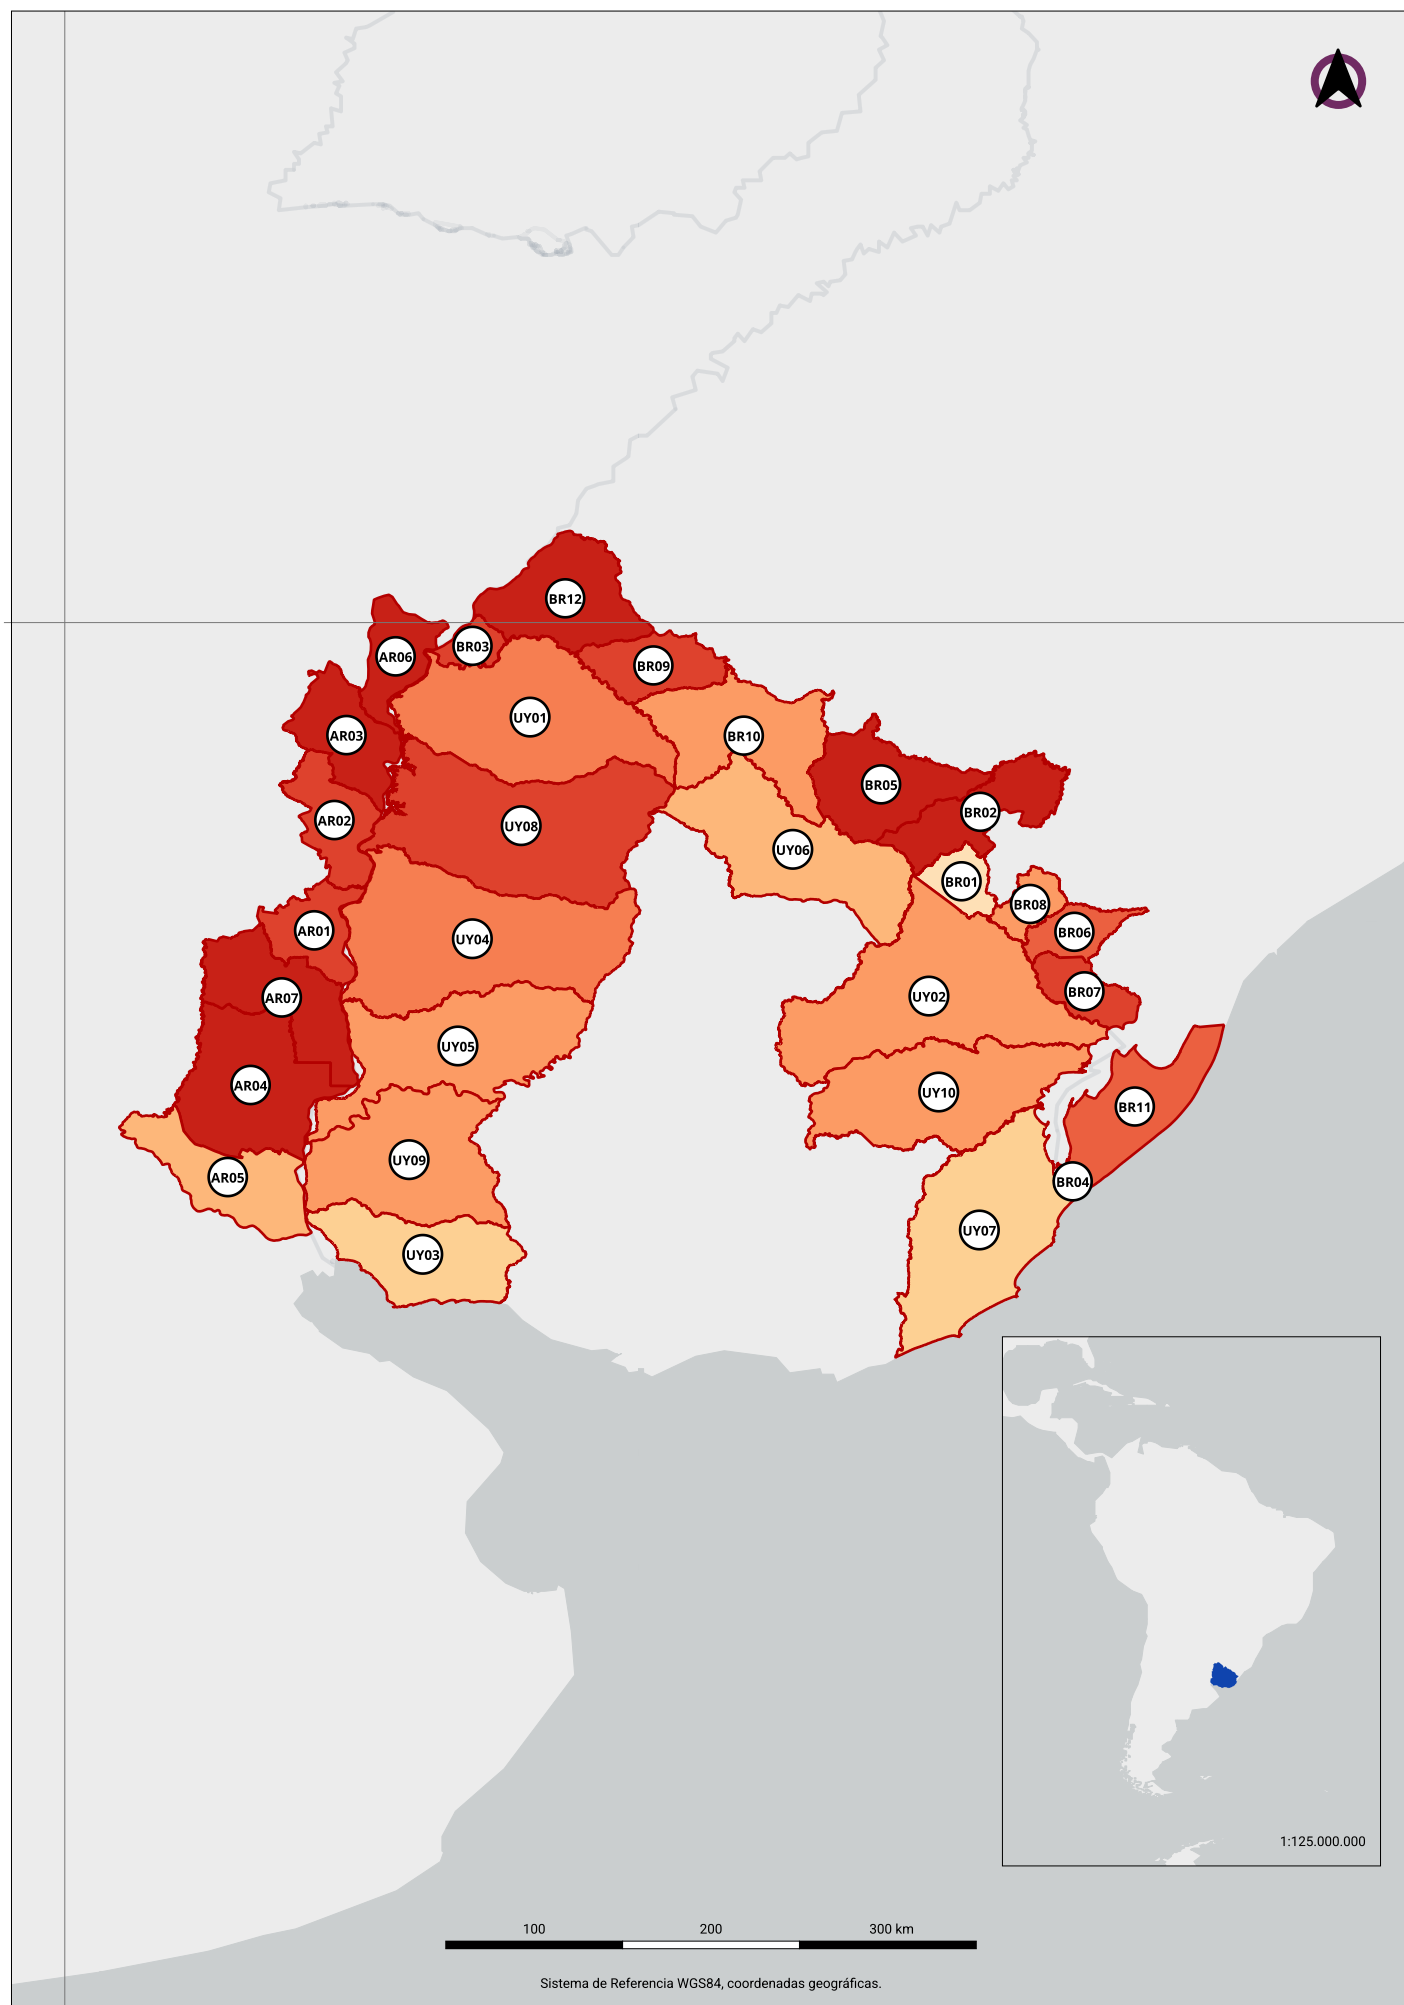 BR12
BR03
AR06
BR09
UY01
AR03
BR10
BR05
BR02
AR02
UY08
UY06
BR01
BR08
AR01
BR06
UY04
BR07
UY02
AR07
UY05
AR04
UY10
BR11
UY09
AR05
BR04
UY07
UY03
1:125.000.000
100 200 300 km
Sistema de Referencia WGS84, coordenadas geográficas.